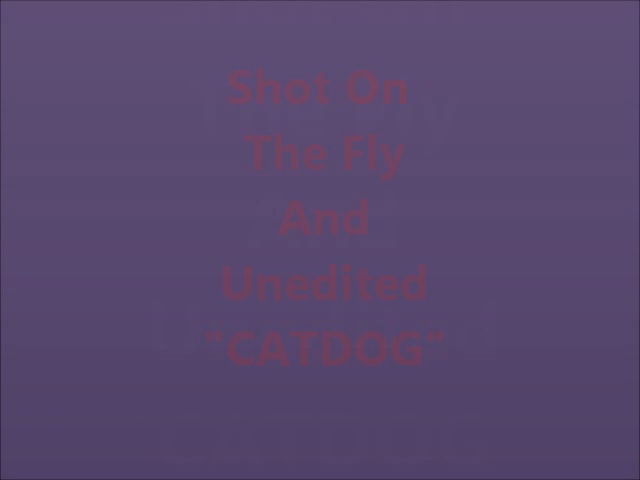 Shot On
The Fly
And
Unedited
"CATDOG"